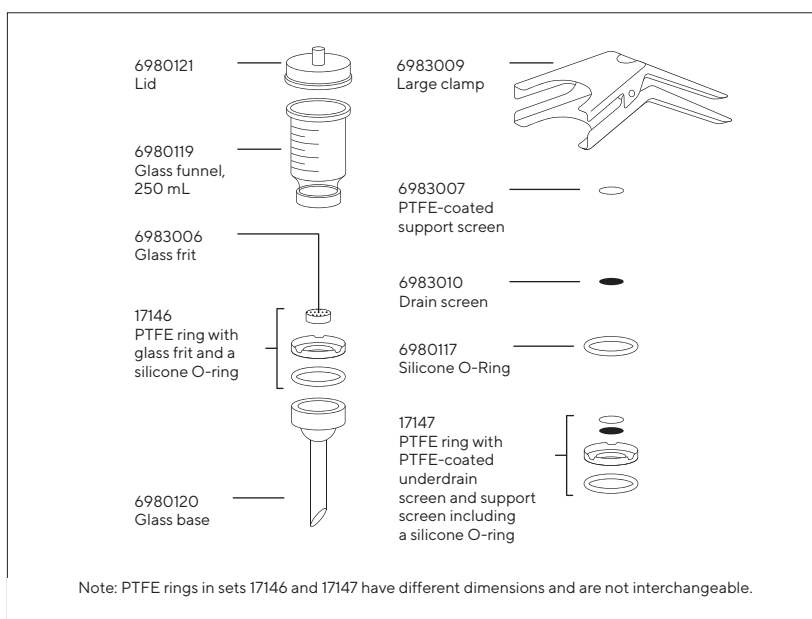 6980121
Lid
6980119
Glass funnel,
250 mL
6983006
Glass frit
17146
PTFE ring with
glass frit and a
silicone O-ring
6980120
Glass base
6983009
Large clamp
6983007
PTFE-coated
support screen
6983010
Drain screen
6980117
Silicone O-Ring
17147
PTFE ring with
PTFE-coated
underdrain
screen and support
screen including
a silicone O-ring
Note: PTFE rings in sets 17146 and 17147 have different dimensions and are not interchangeable.